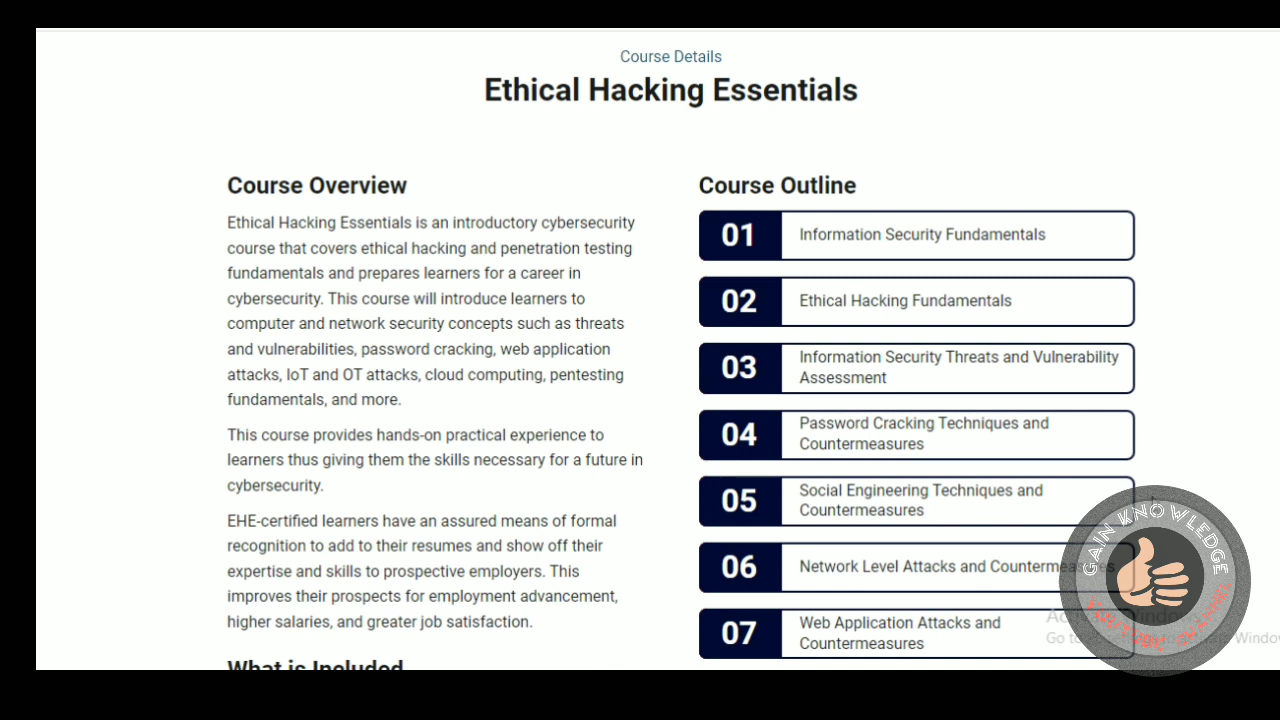 Course Details
Ethical Hacking Essentials
Course Overview
Ethical Hacking Essentials is an introductory cybersecurity
course that covers ethical hacking and penetration testing
fundamentals and prepares learners for a career in
cybersecurity. This course will introduce learners to
computer and network security concepts such as threats
and vulnerabilities, password cracking, web application
attacks, IoT and OT attacks, cloud computing, pentesting
fundamentals, and more.
This course provides hands-on practical experience to
learners thus giving them the skills necessary for a future in
cybersecurity.
EHE-certified learners have an assured means of formal
recognition to add to their resumes and show off their
expertise and skills to prospective employers. This
improves their prospects for employment advancement,
higher salaries, and greater job satisfaction.
What is Included
Course Outline
01 Information Security Fundamentals
02 Ethical Hacking Fundamentals
03 Information Security Threats and Vulnerability
Assessment
04 Password Cracking Techniques and
Countermeasures
05 Social Engineering Techniques and
Countermeasures
06 Network Level Attacks and Countermeasures
07 Web Application Attacks and
Countermeasures
GAIN KNOWLEDGE
YOUTUBE CHANNEL